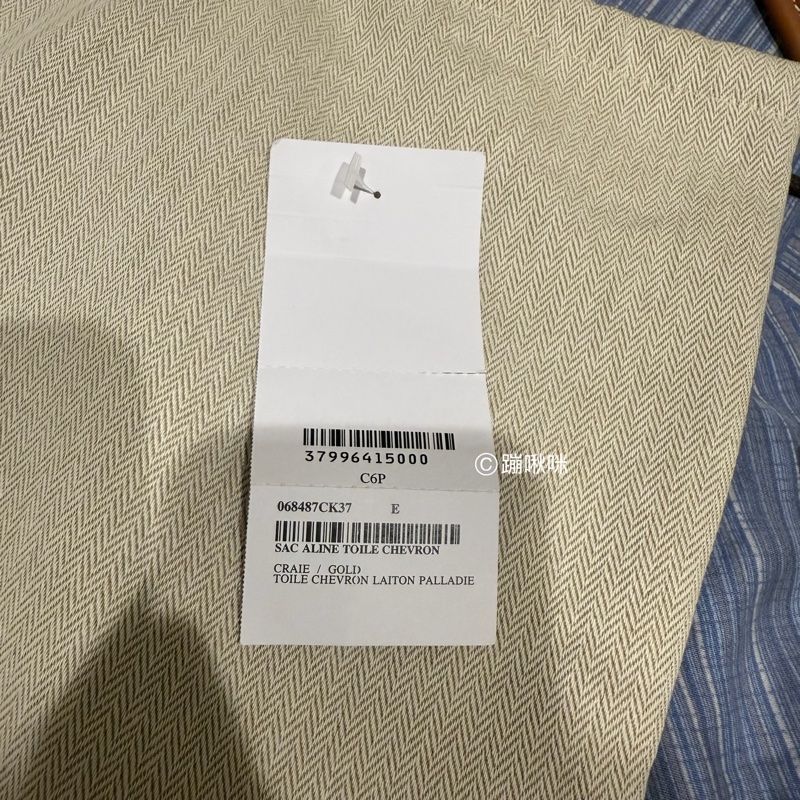 37996415000
C6P
©蹦啾咪
068487CK37 E
SAC ALINE TOILE CHEVRON
CRAIE / GOLD
TOILE CHEVRON LAITON PALLADIE